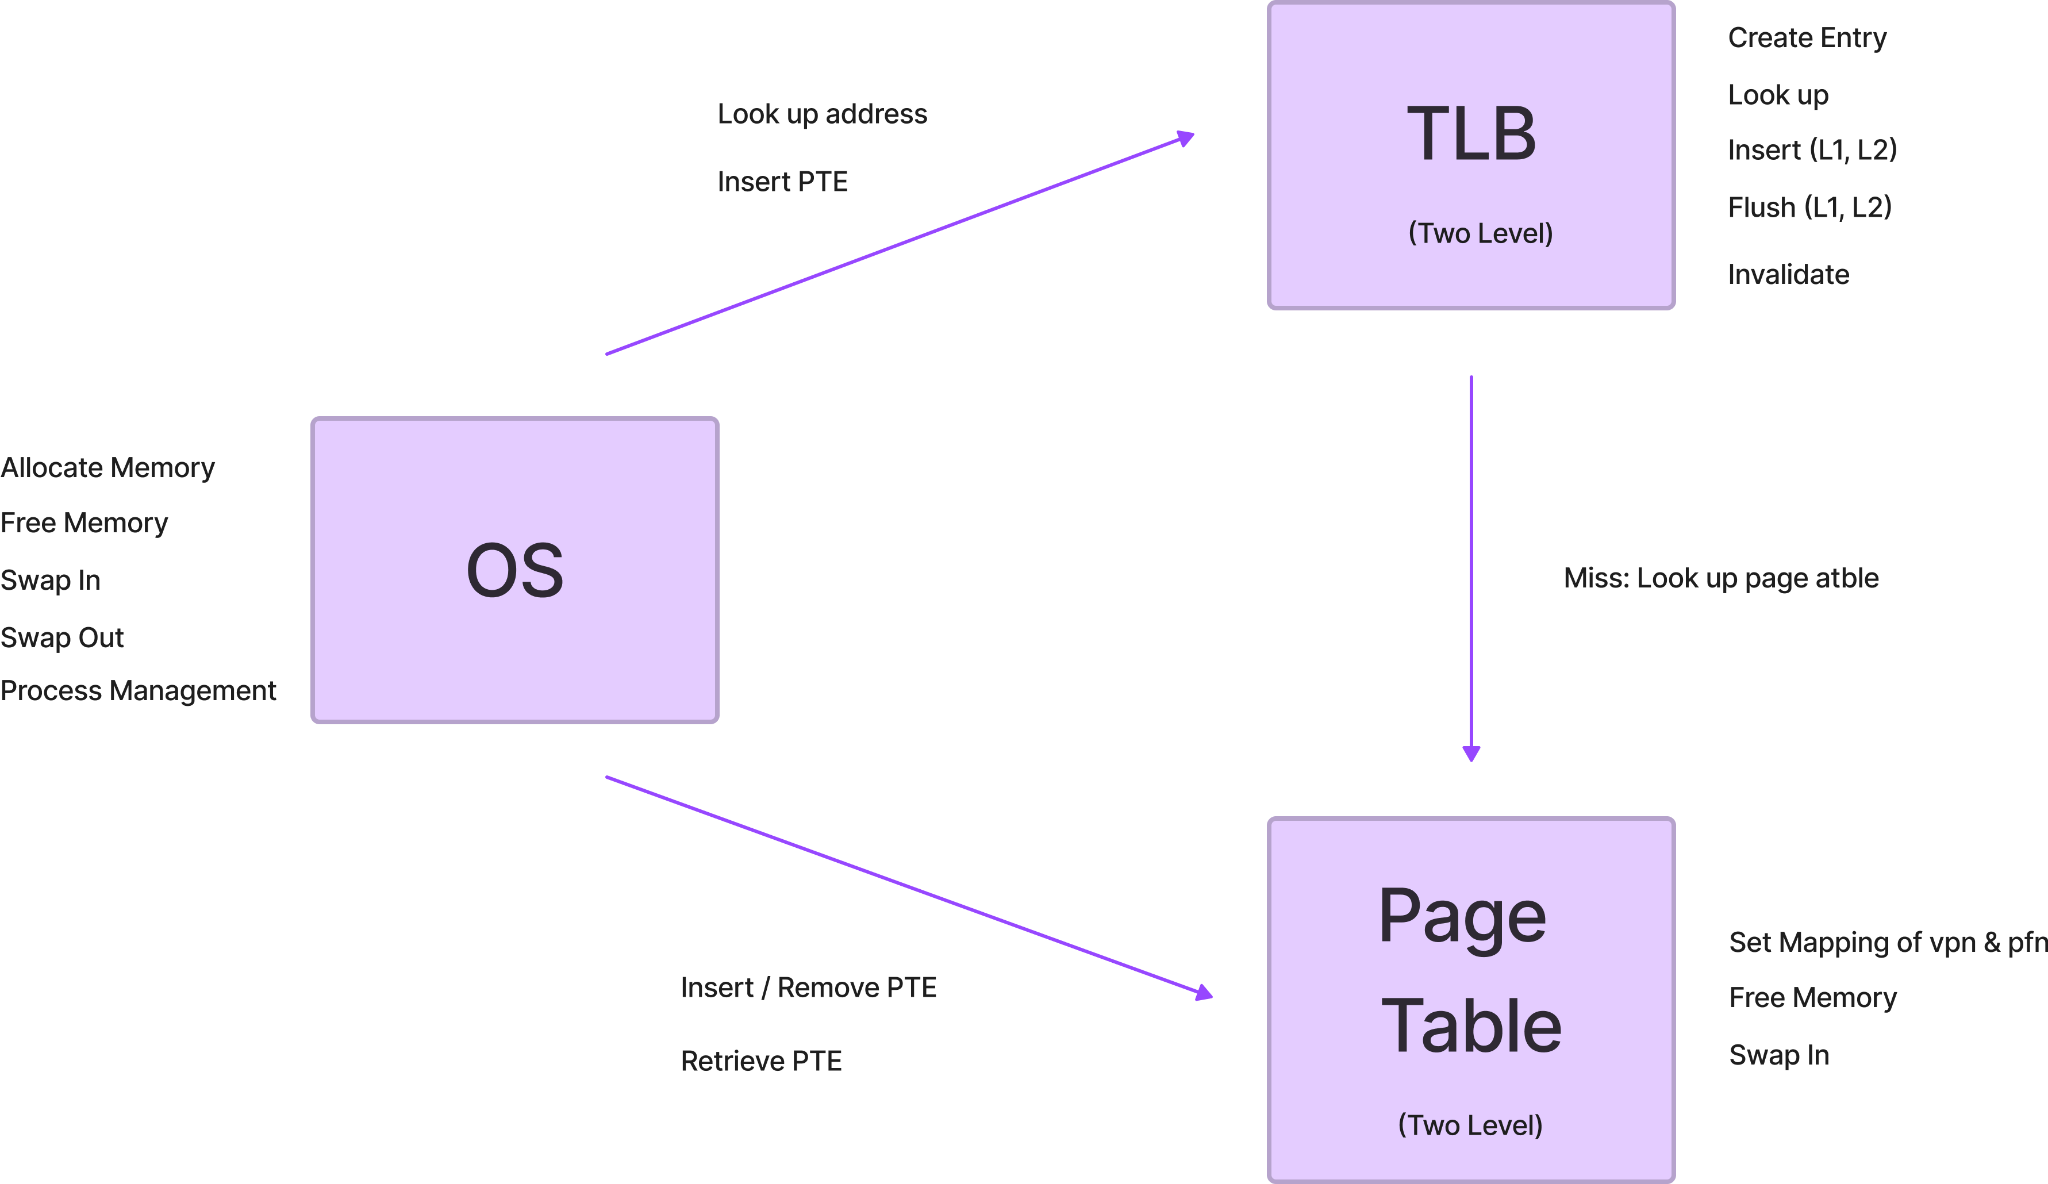 Create Entry
Look up
Insert (L1, L2)
Flush (L1, L2)
Invalidate
TLB
(Two Level)
Look up address
Insert PTE
Allocate Memory
Free Memory
Swap In
Swap Out
Process Management
OS
Miss: Look up page atble
Insert / Remove PTE
Retrieve PTE
Page
Table
(Two Level)
Set Mapping of vpn & pfn
Free Memory
Swap In